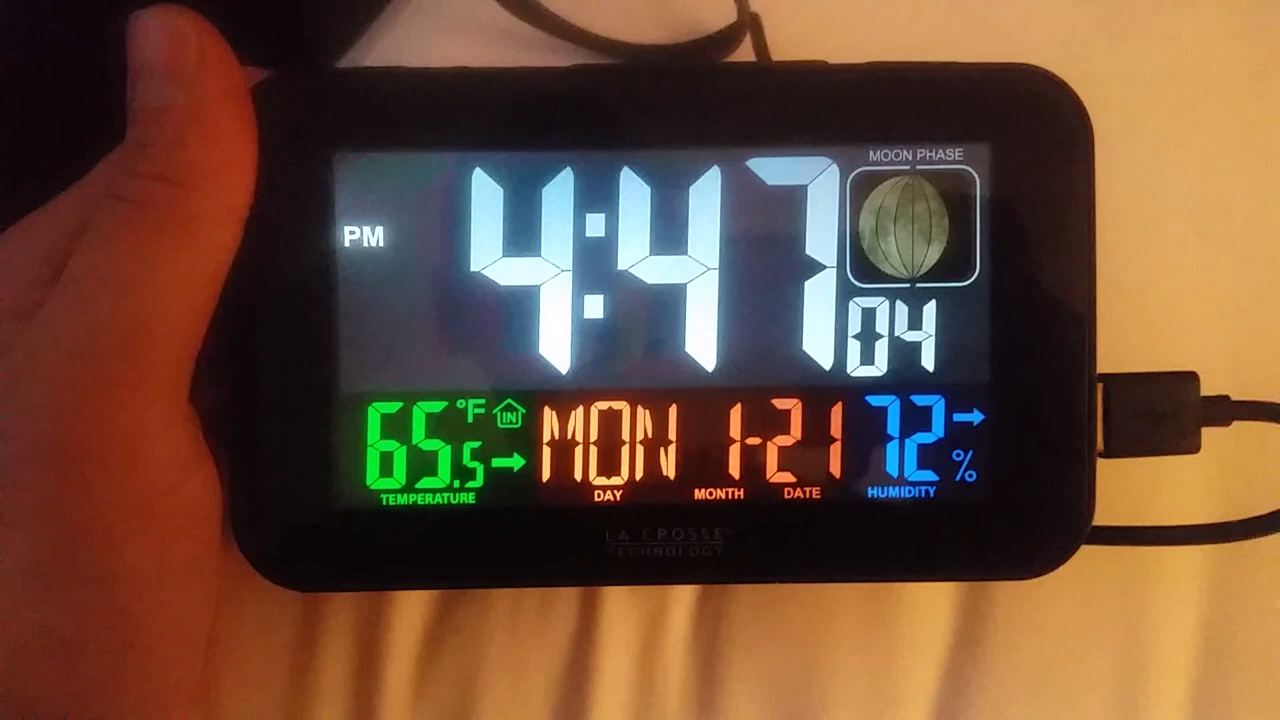 MOON PHASE
PM 4:47 04
65.5 °F IN MON 1-21 72 %
TEMPERATURE DAY MONTH DATE HUMIDITY
LA CROSSE
TECHNOLOGY